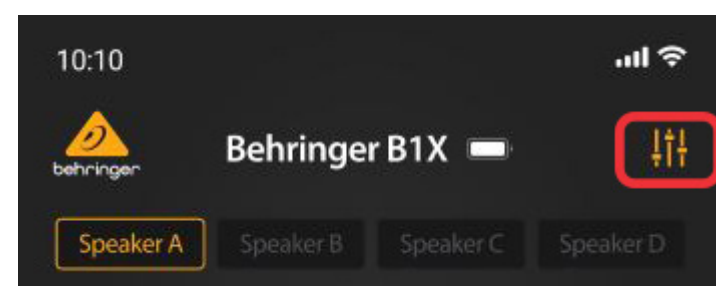 10:10
behringer
Behringer B1X
Speaker A Speaker B Speaker C Speaker D